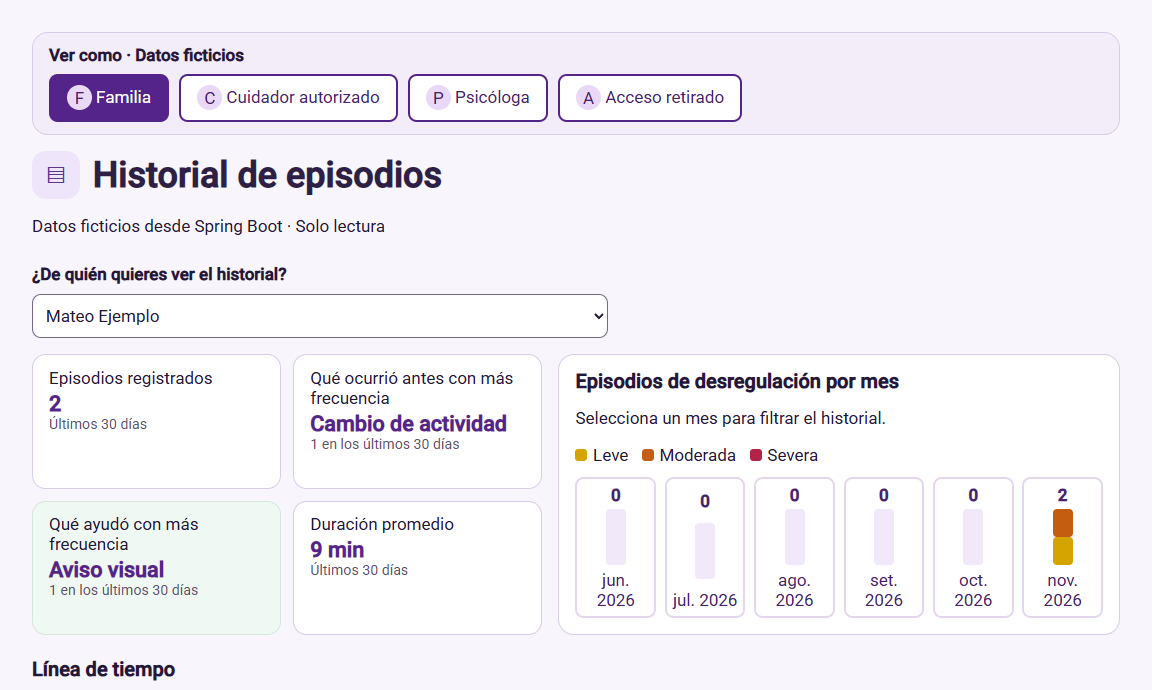 Ver como · Datos ficticios
F Familia
C Cuidador autorizado
P Psicóloga
A Acceso retirado
Historial de episodios
Datos ficticios desde Spring Boot · Solo lectura
¿De quién quieres ver el historial?
Mateo Ejemplo
Episodios registrados
2
Últimos 30 días
Qué ocurrió antes con más
frecuencia
Cambio de actividad
1 en los últimos 30 días
Qué ayudó con más
frecuencia
Aviso visual
1 en los últimos 30 días
Duración promedio
9 min
Últimos 30 días
Episodios de desregulación por mes
Selecciona un mes para filtrar el historial.
Leve Moderada Severa
0
jun.
2026
0
jul. 2026
0
ago.
2026
0
set.
2026
0
oct.
2026
2
nov.
2026
Línea de tiempo